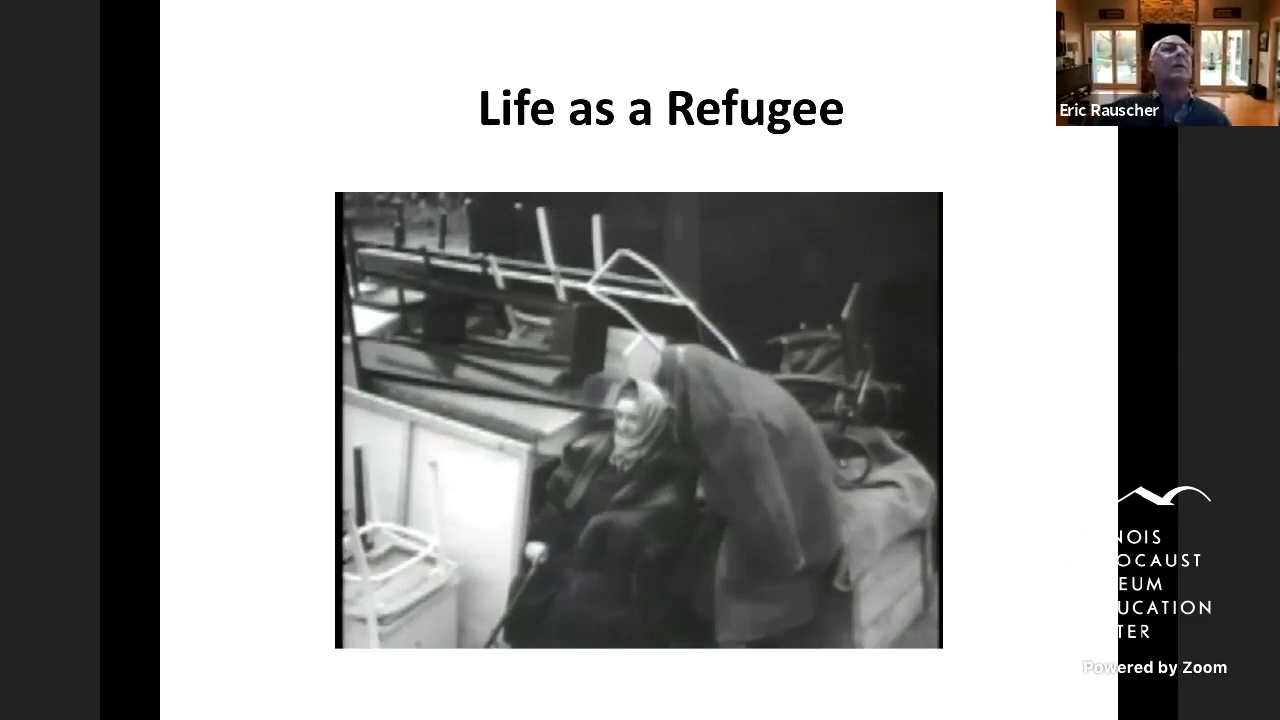 Life as a Refugee
Eric Rauscher
NOIS
OCAUST
EUM
UCATION
TER
Powered by Zoom